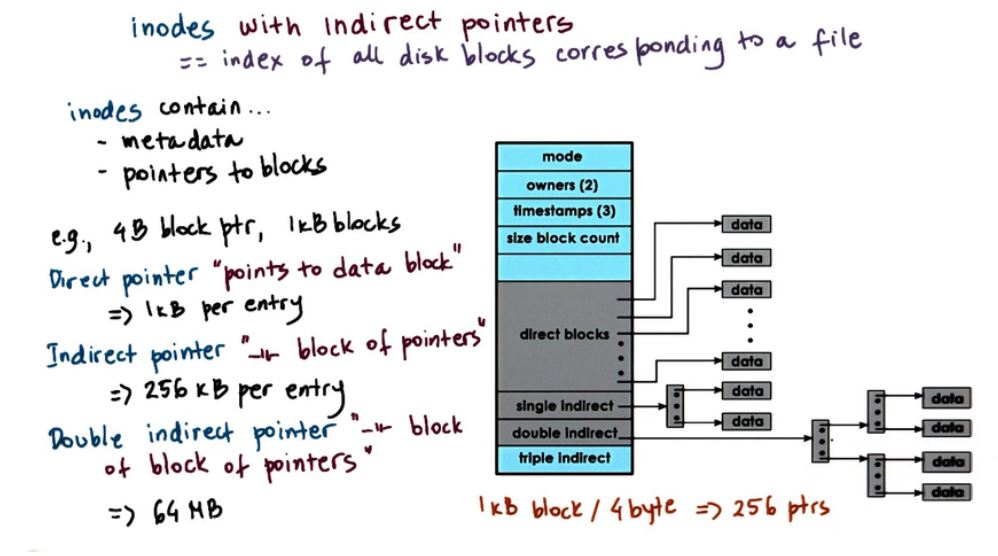 inodes with indirect pointers
== index of all disk blocks corresponding to a file
inodes contain...
- metadata
- pointers to blocks
e.g., 4B block ptr, 1kB blocks
Direct pointer "points to data block"
=> 1kB per entry
Indirect pointer "-"- block of pointers"
=> 256 kB per entry
Double indirect pointer "-"- block
of block of pointers"
=> 64 MB
mode
owners (2)
timestamps (3)
size block count
direct blocks
single indirect
double indirect
triple indirect
data
data
data
data
data
data
data
data
data
data
1kB block / 4 byte => 256 ptrs